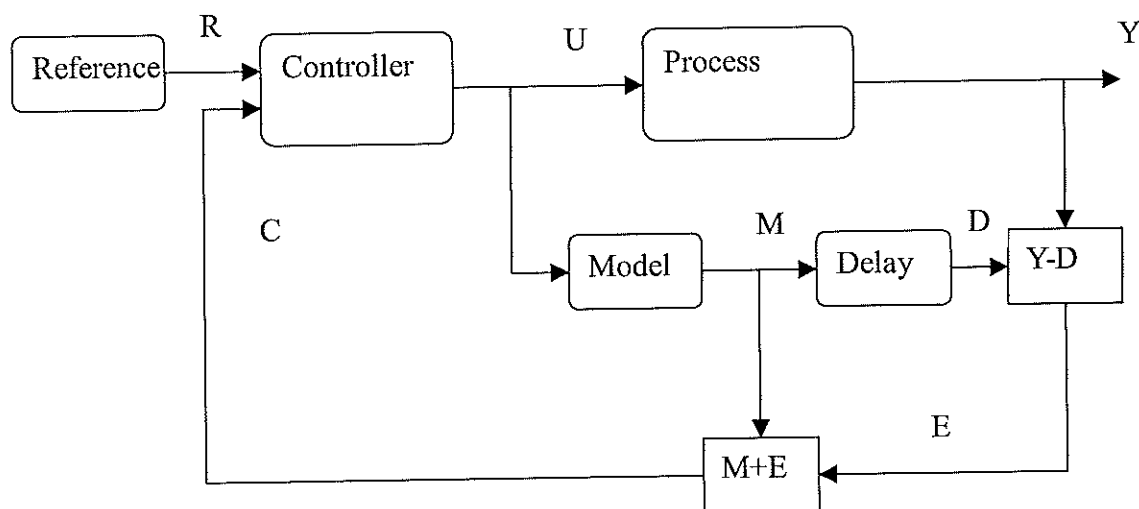 R
U
Y
Reference
Controller
Process
C
M
D
Model
Delay
Y-D
E
M+E